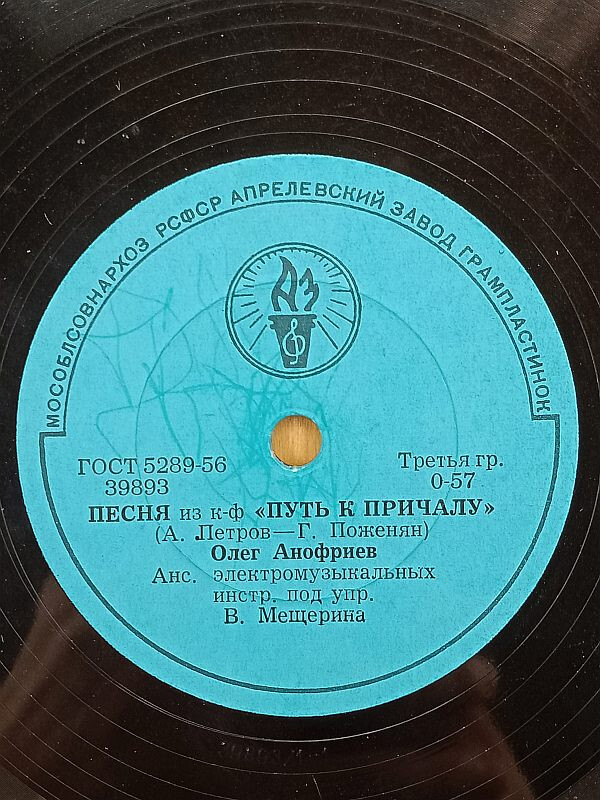 МОСОБЛСОВНАРХОЗ РСФСР АПРЕЛЕВСКИЙ ЗАВОД ГРАМПЛАСТИНОК
АЗ
ГОСТ 5289-56
39893
Третья гр.
0-57
ПЕСНЯ из к-ф «ПУТЬ К ПРИЧАЛУ»
(А. Петров—Г. Поженян)
Олег Анофриев
Анс. электромузыкальных
инстр. под упр.
В. Мещерина